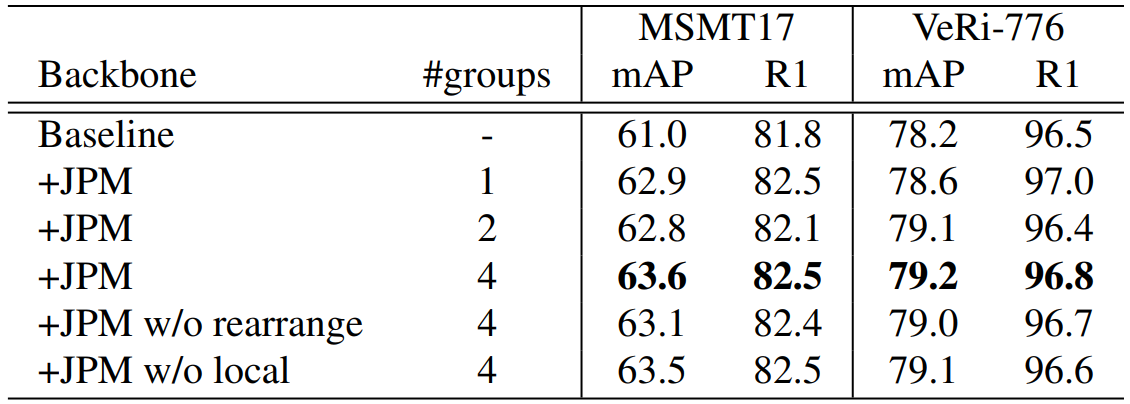 MSMT17 VeRi-776
Backbone #groups mAP R1 mAP R1
Baseline - 61.0 81.8 78.2 96.5
+JPM 1 62.9 82.5 78.6 97.0
+JPM 2 62.8 82.1 79.1 96.4
+JPM 4 63.6 82.5 79.2 96.8
+JPM w/o rearrange 4 63.1 82.4 79.0 96.7
+JPM w/o local 4 63.5 82.5 79.1 96.6